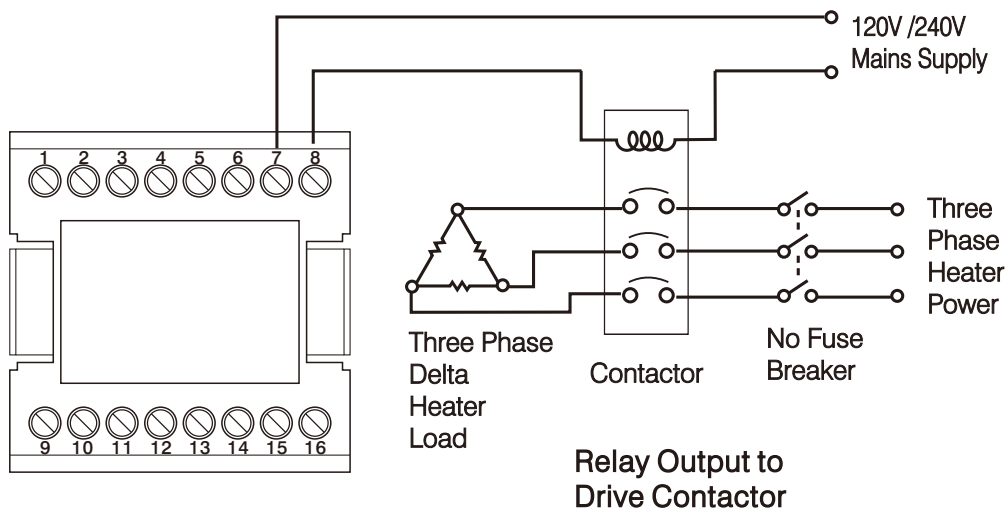 120V /240V
Mains Supply
1 2 3 4 5 6 7 8
Three
Phase
Heater
Power
Three Phase
Delta
Heater
Load
Contactor
No Fuse
Breaker
9 10 11 12 13 14 15 16
Relay Output to
Drive Contactor